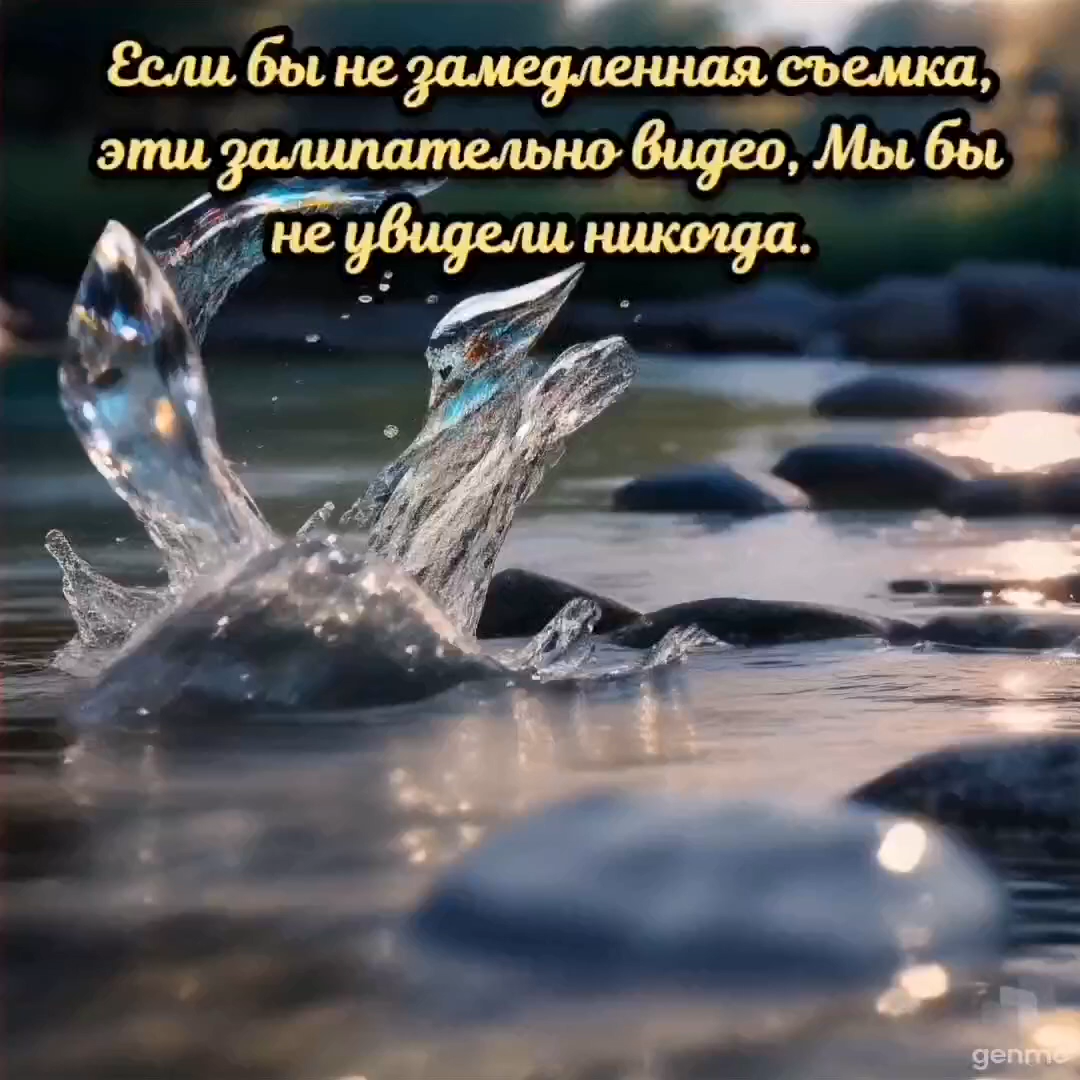 Если бы не замедленная съемка,
эти залипательно видео, Мы бы
не увидели никогда.
genmo